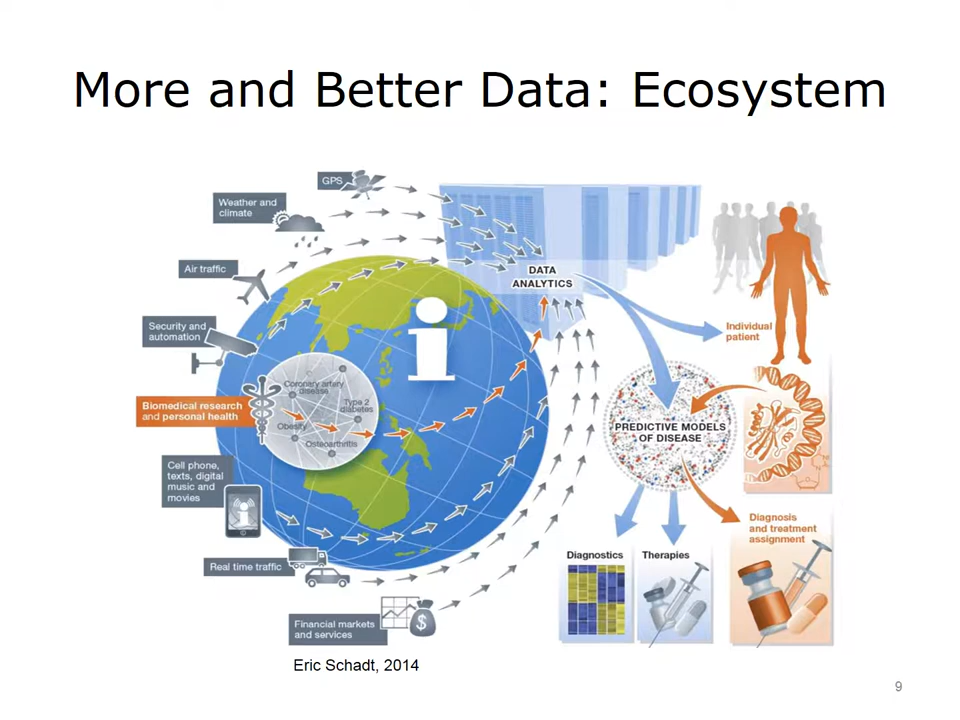 More and Better Data: Ecosystem
GPS
Weather and
climate
Air traffic
Security and
automation
Biomedical research
and personal health
Cell phone,
texts, digital
music and
movies
Real time traffic
Financial markets
and services
Coronary artery
disease
Type 2
diabetes
Obesity
Osteoarthritis
i
i
$
DATA
ANALYTICS
Individual
patient
PREDICTIVE MODELS
OF DISEASE
Diagnosis
and treatment
assignment
Diagnostics
Therapies
Eric Schadt, 2014
9